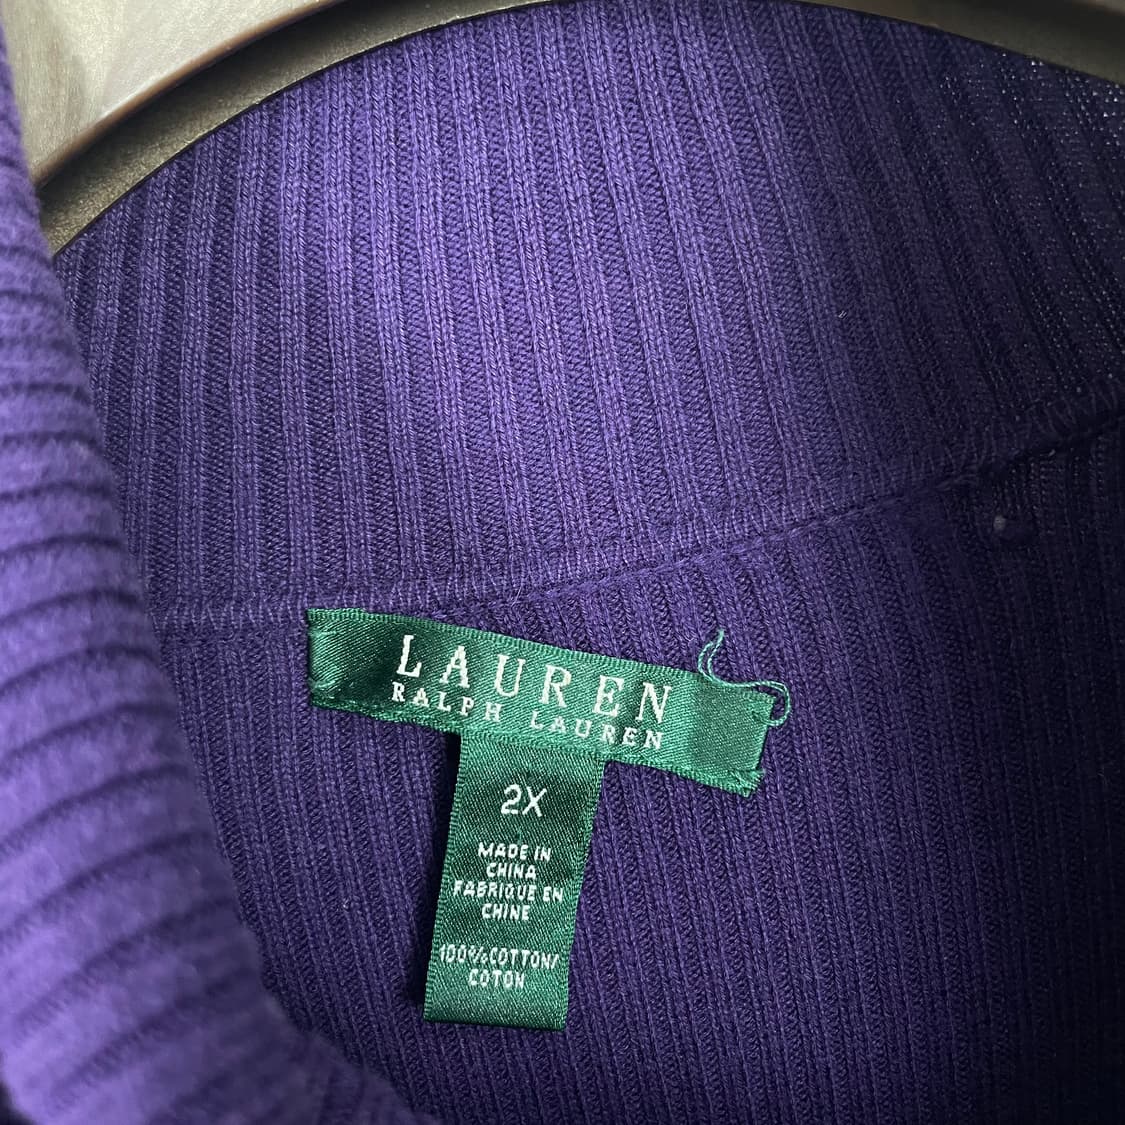 LAUREN
RALPH LAUREN
2X
MADE IN
CHINA
FABRIQUE EN
CHINE
100%COTTON/
COTON